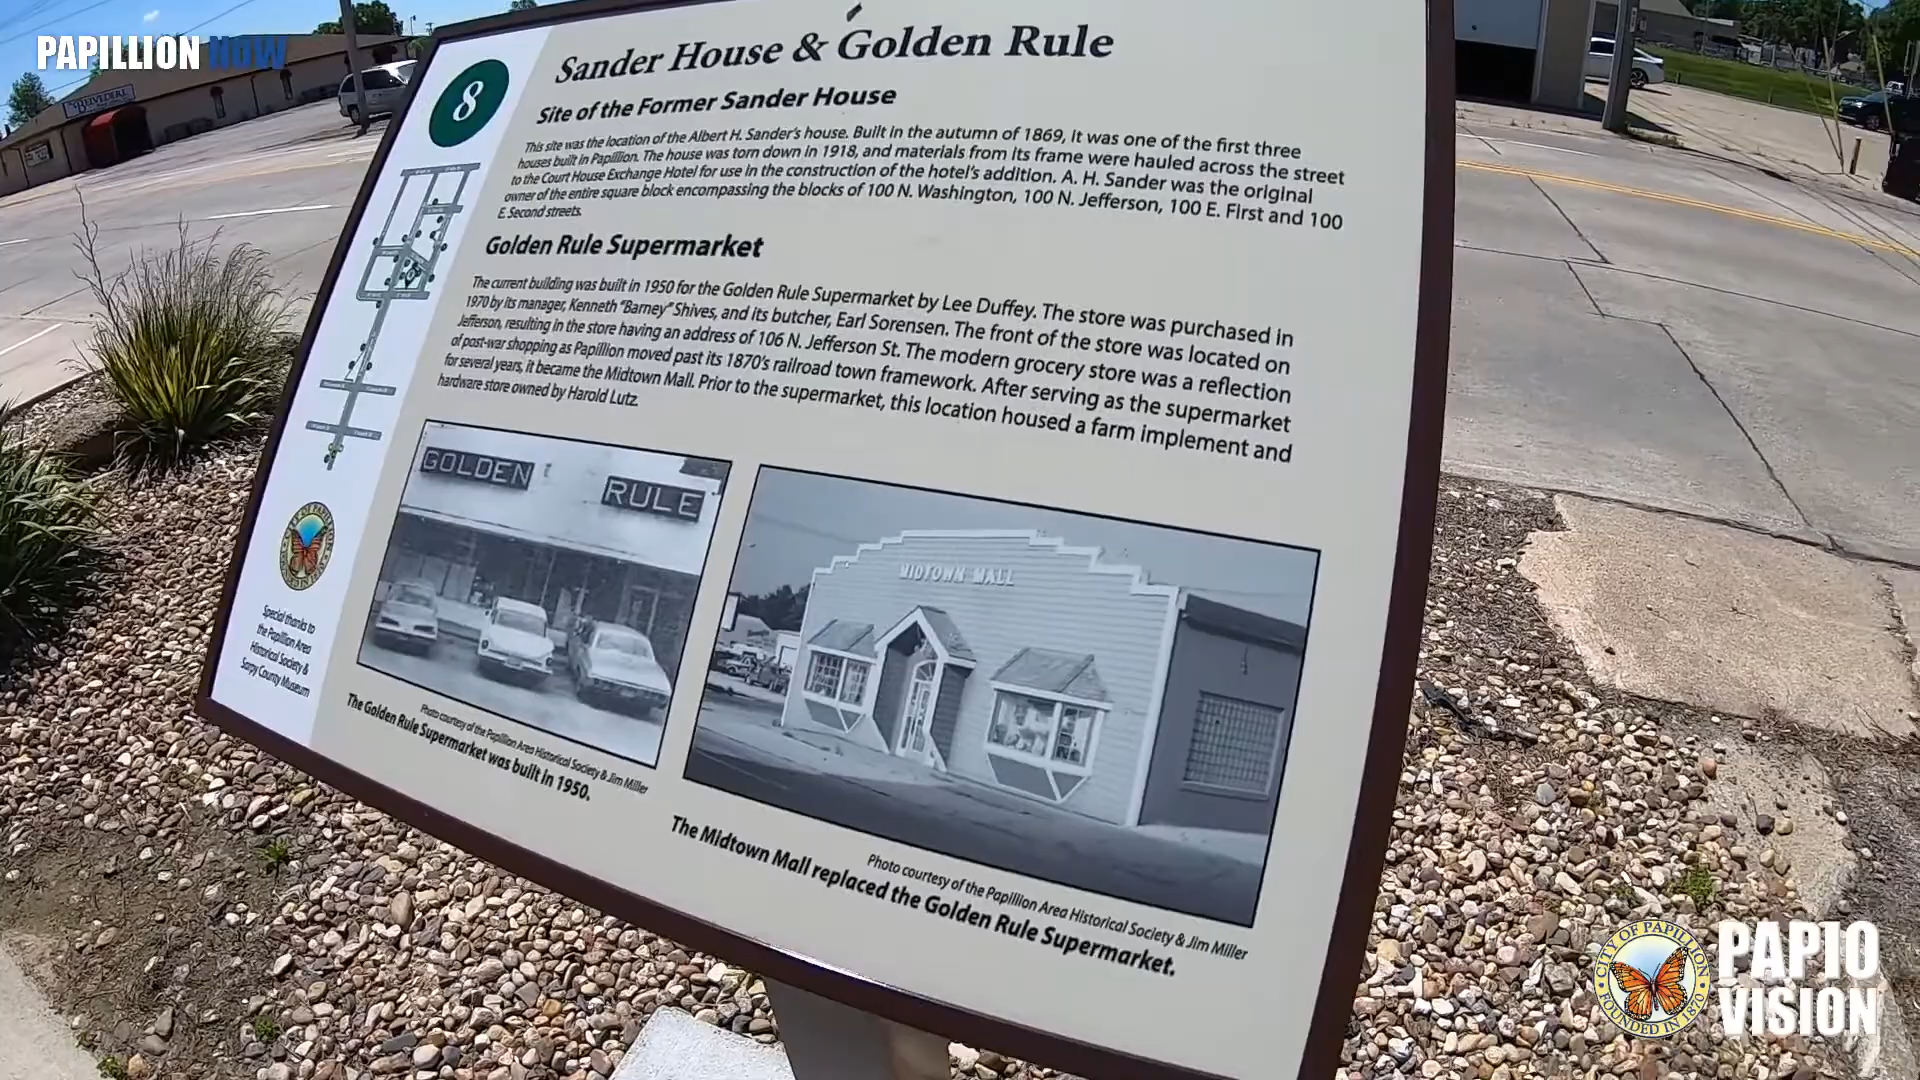 PAPILLION NOW
THE BELVEDERE
8
Sander House & Golden Rule
Site of the Former Sander House
This site was the location of the Albert H. Sander's house. Built in the autumn of 1869, it was one of the first three
houses built in Papillion. The house was torn down in 1918, and materials from its frame were hauled across the street
to the Court House Exchange Hotel for use in the construction of the hotel's addition. A. H. Sander was the original
owner of the entire square block encompassing the blocks of 100 N. Washington, 100 N. Jefferson, 100 E. First and 100
E. Second streets.
Golden Rule Supermarket
The current building was built in 1950 for the Golden Rule Supermarket by Lee Duffey. The store was purchased in
1970 by its manager, Kenneth "Barney" Shives, and its butcher, Earl Sorensen. The front of the store was located on
Jefferson, resulting in the store having an address of 106 N. Jefferson St. The modern grocery store was a reflection
of post-war shopping as Papillion moved past its 1870's railroad town framework. After serving as the supermarket
for several years, it became the Midtown Mall. Prior to the supermarket, this location housed a farm implement and
hardware store owned by Harold Lutz.
GOLDEN RULE
MIDTOWN MALL
Special thanks to
the Papillion Area
Historical Society &
Sarpy County Museum
Photo courtesy of the Papillion Area Historical Society & Jim Miller
The Golden Rule Supermarket was built in 1950.
Photo courtesy of the Papillion Area Historical Society & Jim Miller
The Midtown Mall replaced the Golden Rule Supermarket.
CITY OF PAPILLION
FOUNDED IN 1870
PAPIO
VISION